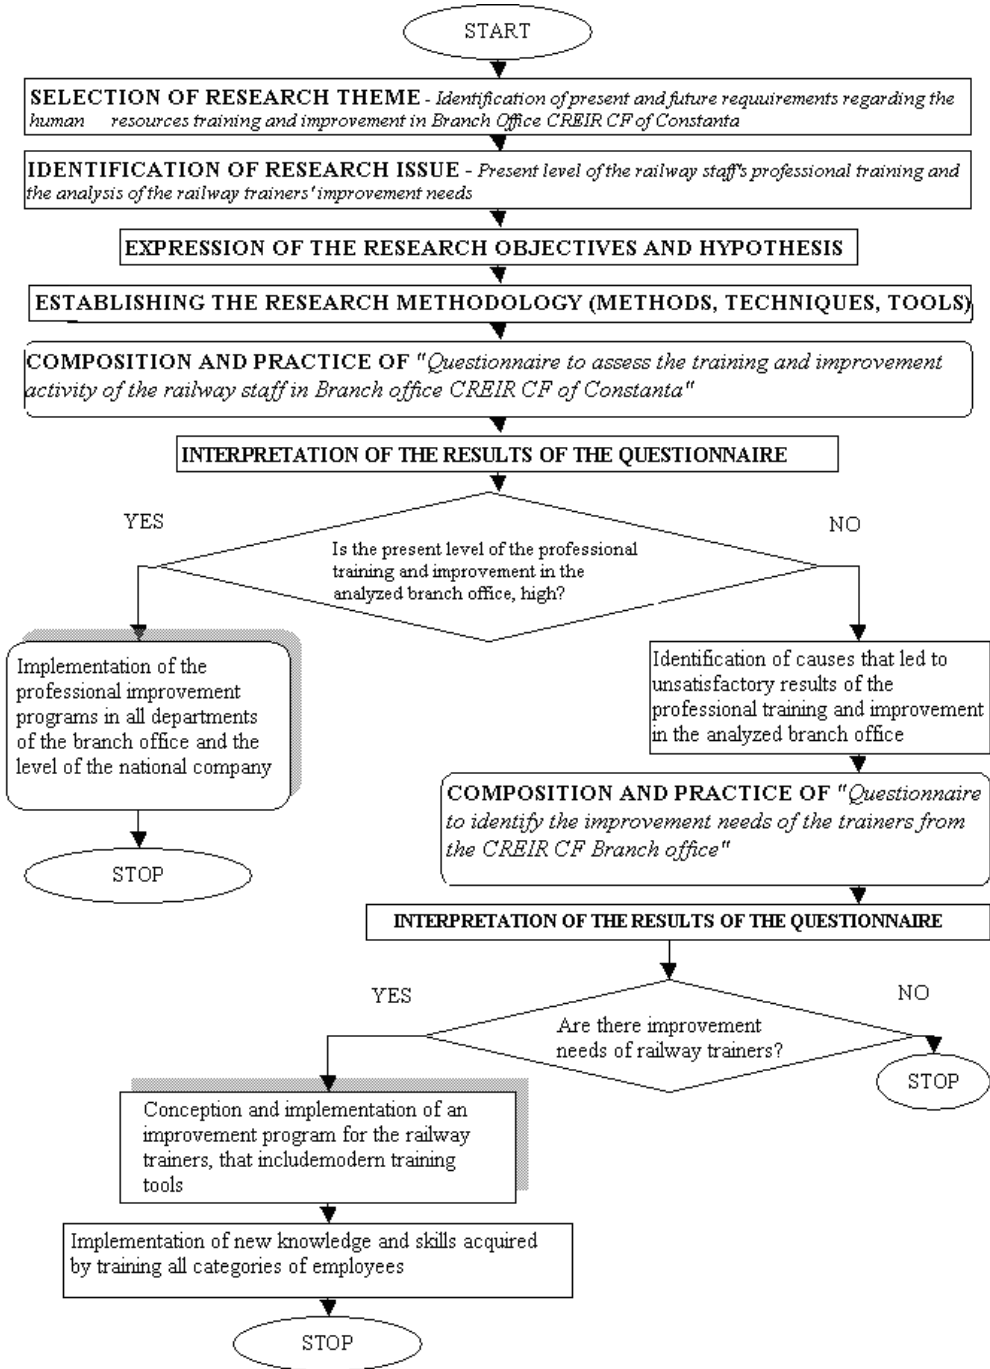 START
SELECTION OF RESEARCH THEME - Identification of present and future requuirements regarding the
human resources training and improvement in Branch Office CREIR CF of Constanta
IDENTIFICATION OF RESEARCH ISSUE - Present level of the railway staff's professional training and
the analysis of the railway trainers' improvement needs
EXPRESSION OF THE RESEARCH OBJECTIVES AND HYPOTHESIS
ESTABLISHING THE RESEARCH METHODOLOGY (METHODS, TECHNIQUES, TOOLS)
COMPOSITION AND PRACTICE OF "Questionnaire to assess the training and improvement
activity of the railway staff in Branch office CREIR CF of Constanta"
INTERPRETATION OF THE RESULTS OF THE QUESTIONNAIRE
YES
NO
Is the present level of the professional
training and improvement in the
analyzed branch office, high?
Implementation of the
professional improvement
programs in all departments
of the branch office and the
level of the national company
STOP
Identification of causes that led to
unsatisfactory results of the
professional training and improvement
in the analyzed branch office
COMPOSITION AND PRACTICE OF "Questionnaire
to identify the improvement needs of the trainers from
the CREIR CF Branch office"
INTERPRETATION OF THE RESULTS OF THE QUESTIONNAIRE
YES
NO
Are there improvement
needs of railway trainers?
STOP
Conception and implementation of an
improvement program for the railway
trainers, that includemodern training
tools
Implementation of new knowledge and skills acquired
by training all categories of employees
STOP